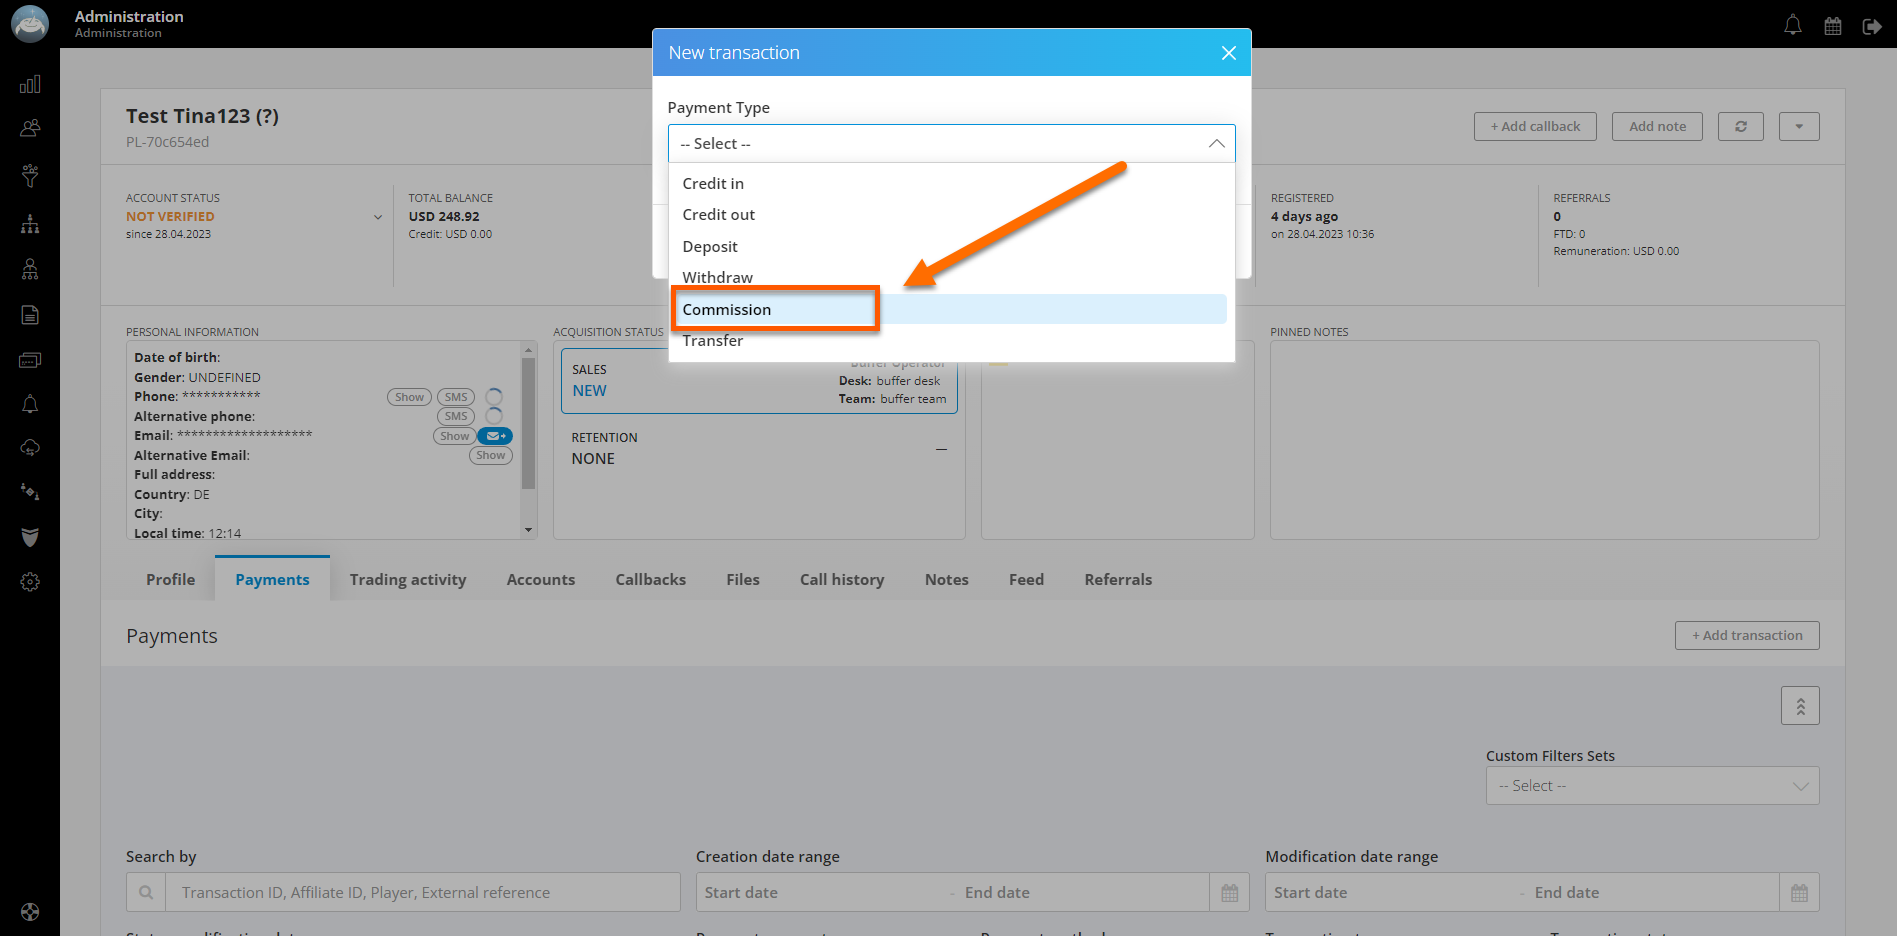 Administration
Administration
New transaction
Payment Type
-- Select --
Credit in
Credit out
Deposit
Withdraw
Commission
Transfer
Test Tina123 (?)
PL-70c654ed
+ Add callback
Add note
ACCOUNT STATUS
NOT VERIFIED
since 28.04.2023
TOTAL BALANCE
USD 248.92
Credit: USD 0.00
REGISTERED
4 days ago
on 28.04.2023 10:36
REFERRALS
0
FTD: 0
Remuneration: USD 0.00
PERSONAL INFORMATION
Date of birth:
Gender: UNDEFINED
Phone: *********** Show SMS
Alternative phone: SMS
Email: ******************* Show
Alternative Email: Show
Full address:
Country: DE
City:
Local time: 12:14
ACQUISITION STATUS
SALES
NEW
Buffer Operator
Desk: buffer desk
Team: buffer team
RETENTION
NONE
—
PINNED NOTES
Profile Payments Trading activity Accounts Callbacks Files Call history Notes Feed Referrals
Payments
+ Add transaction
Custom Filters Sets
-- Select --
Search by
Transaction ID, Affiliate ID, Player, External reference
Creation date range
Start date - End date
Modification date range
Start date - End date